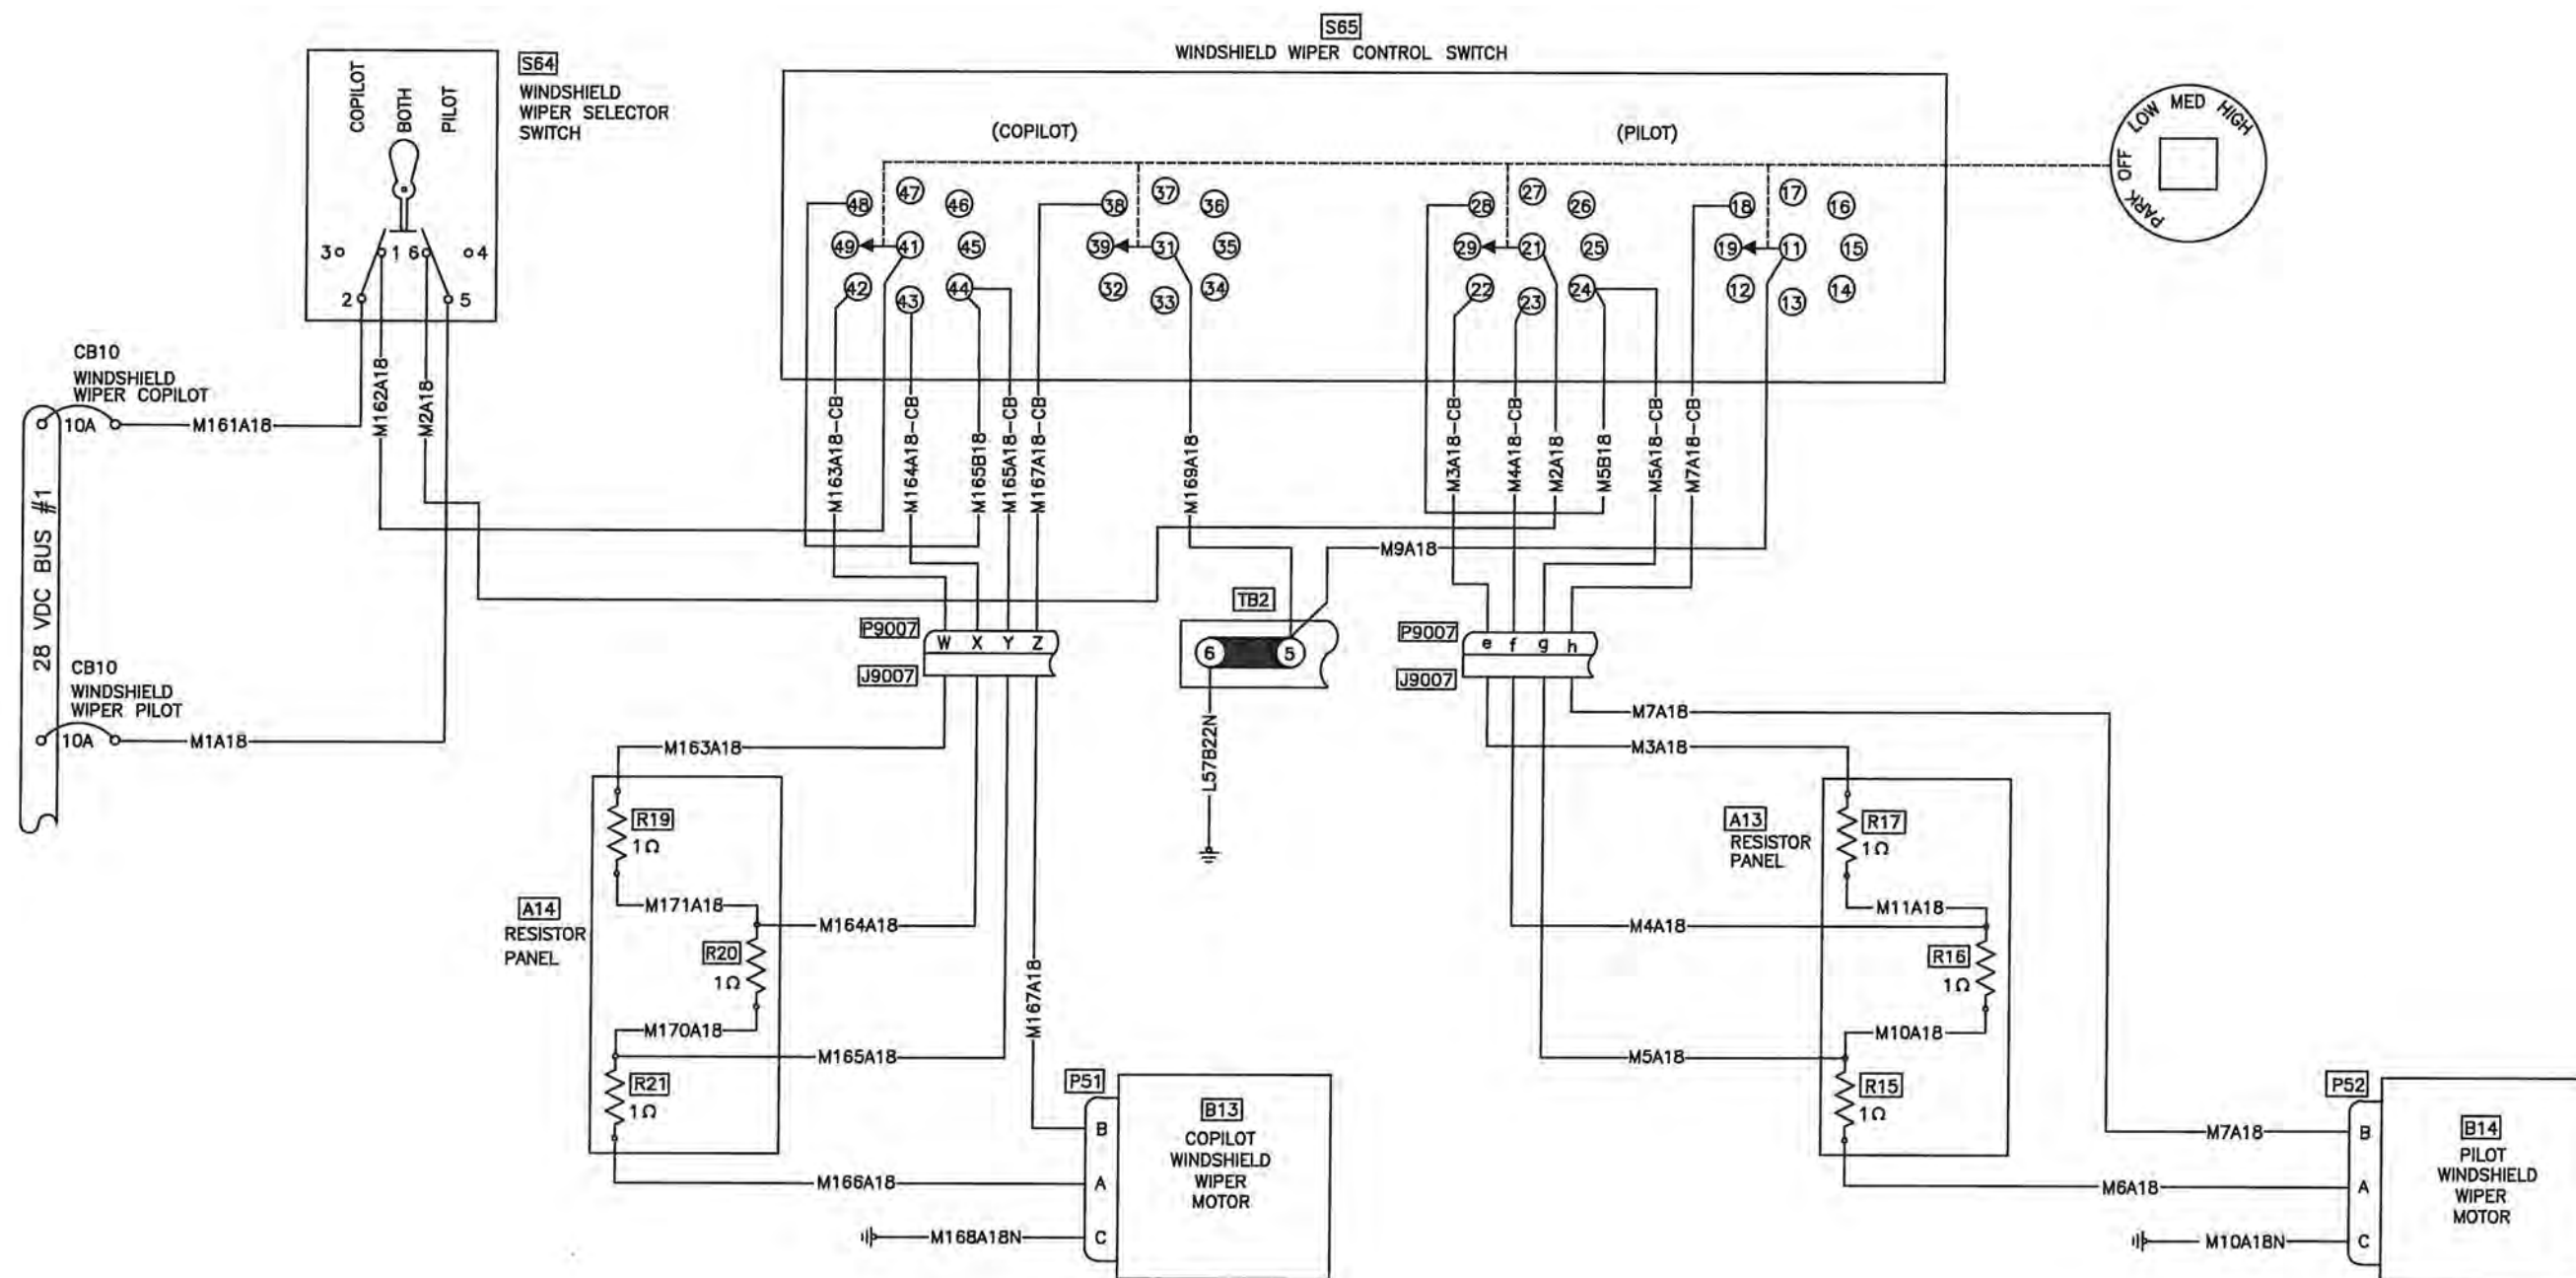 S65
WINDSHIELD WIPER CONTROL SWITCH
COPILOT
BOTH
PILOT
S64
WINDSHIELD
WIPER SELECTOR
SWITCH
3 1 6 4
2 5
(COPILOT)
(PILOT)
PARK OFF LOW MED HIGH
48 47 46
49 41 45
42 43 44
38 37 36
39 31 35
32 33 34
28 27 26
29 21 25
22 23 24
18 17 16
19 11 15
12 13 14
CB10
WINDSHIELD
WIPER COPILOT
10A
M161A18
M162A18
M2A18
28 VDC BUS #1
CB10
WINDSHIELD
WIPER PILOT
10A
M1A18
M163A18-CB
M164A18-CB
M165B18
M165A18-CB
M167A18-CB
M169A18
M3A18-CB
M4A18-CB
M2A18
M5B18
M5A18-CB
M7A18-CB
M9A18
TB2
6 5
L57B22N
P9007
W X Y Z
J9007
P9007
e f g h
J9007
M163A18
R19
1Ω
M171A18
A14
RESISTOR
PANEL
M164A18
R20
1Ω
M170A18
M165A18
R21
1Ω
M166A18
M167A18
M168A18N
P51
B
A
C
B13
COPILOT
WINDSHIELD
WIPER
MOTOR
M7A18
M3A18
A13
RESISTOR
PANEL
R17
1Ω
M11A18
M4A18
R16
1Ω
M10A18
M5A18
R15
1Ω
M7A18
M6A18
M10A18N
P52
B
A
C
B14
PILOT
WINDSHIELD
WIPER
MOTOR